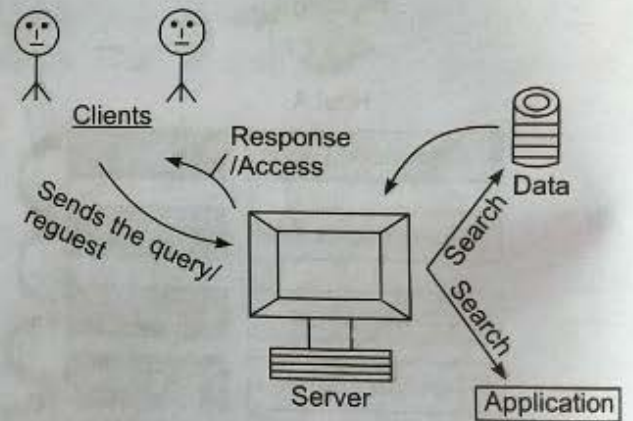 Clients
Response
/Access
Sends the query/
reguest
Data
Search
Search
Server
Application